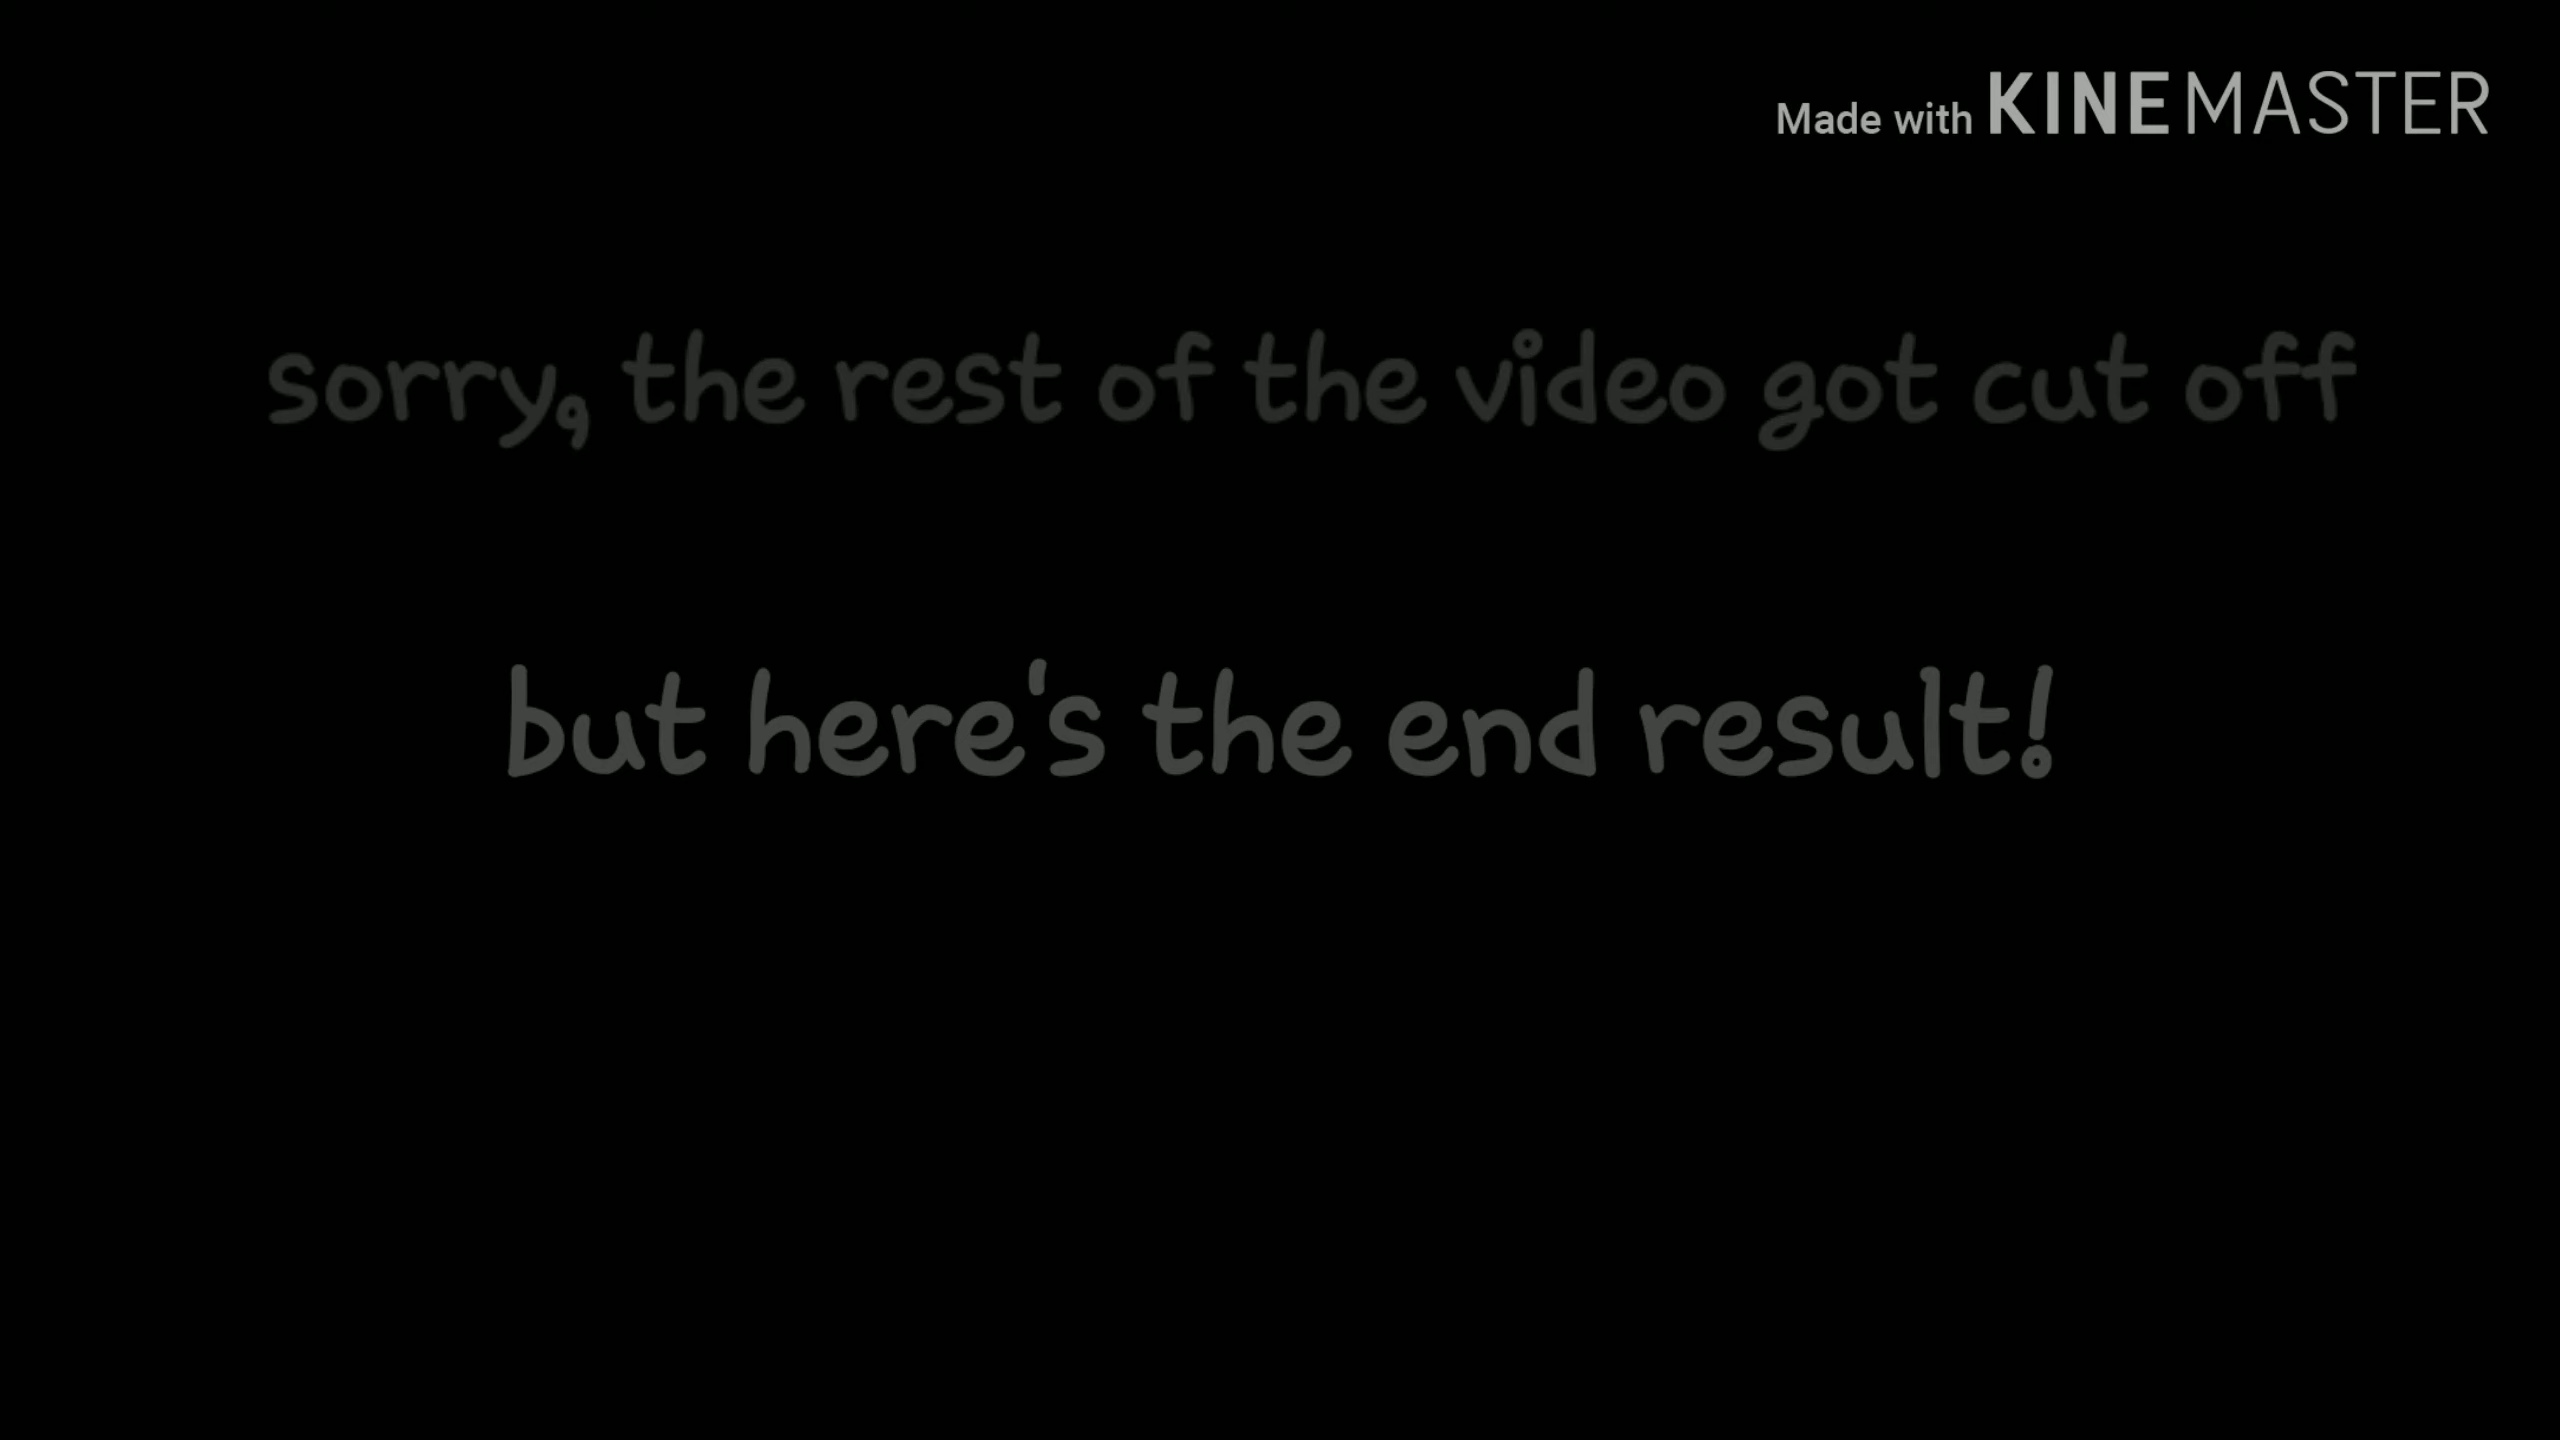 Made with KINEMASTER
sorry, the rest of the video got cut off
but here's the end result!